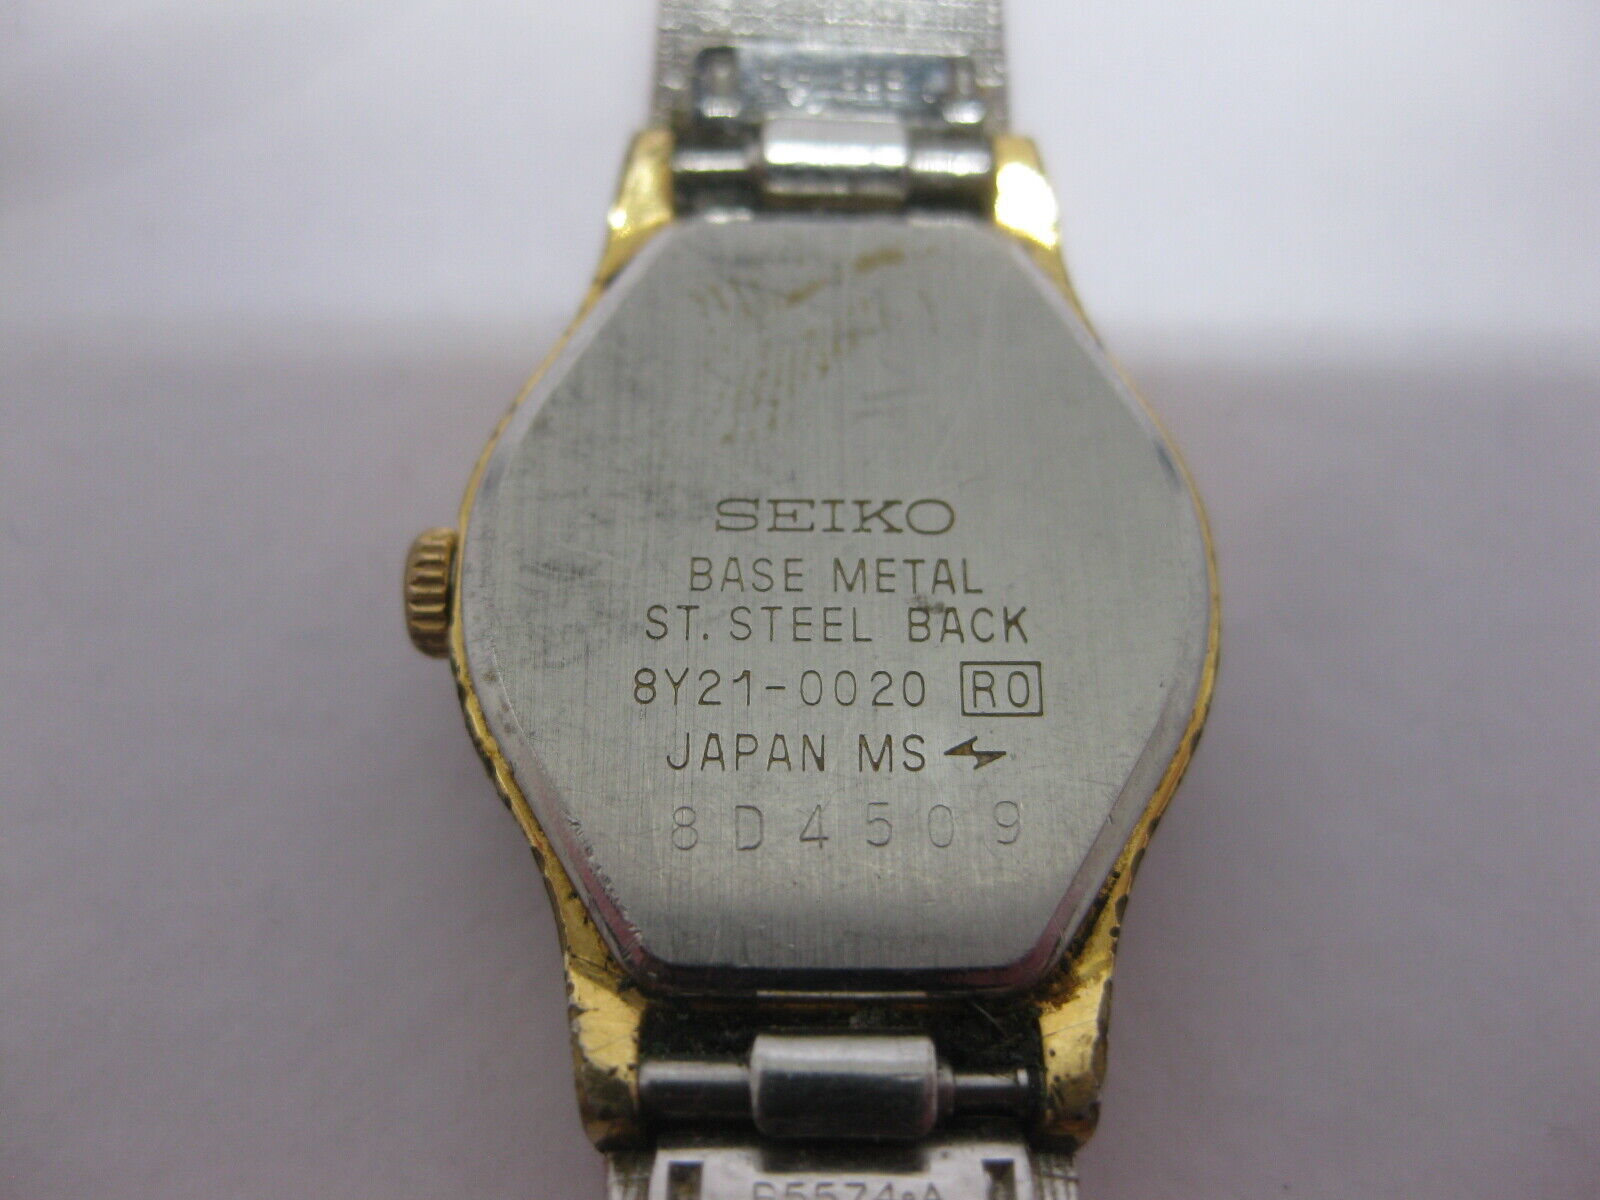 SEIKO
BASE METAL
ST. STEEL BACK
8Y21-0020 R0
JAPAN MS
8D4509